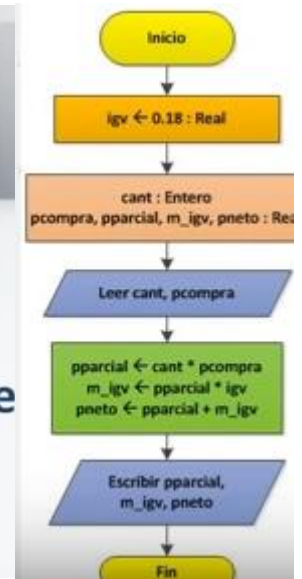 Inicio
igv ← 0.18 : Real
cant : Entero
pcompra, pparcial, m_igv, pneto : Rea
Leer cant, pcompra
pparcial ← cant * pcompra
m_igv ← pparcial * igv
pneto ← pparcial + m_igv
e
Escribir pparcial,
m_igv, pneto
Fin